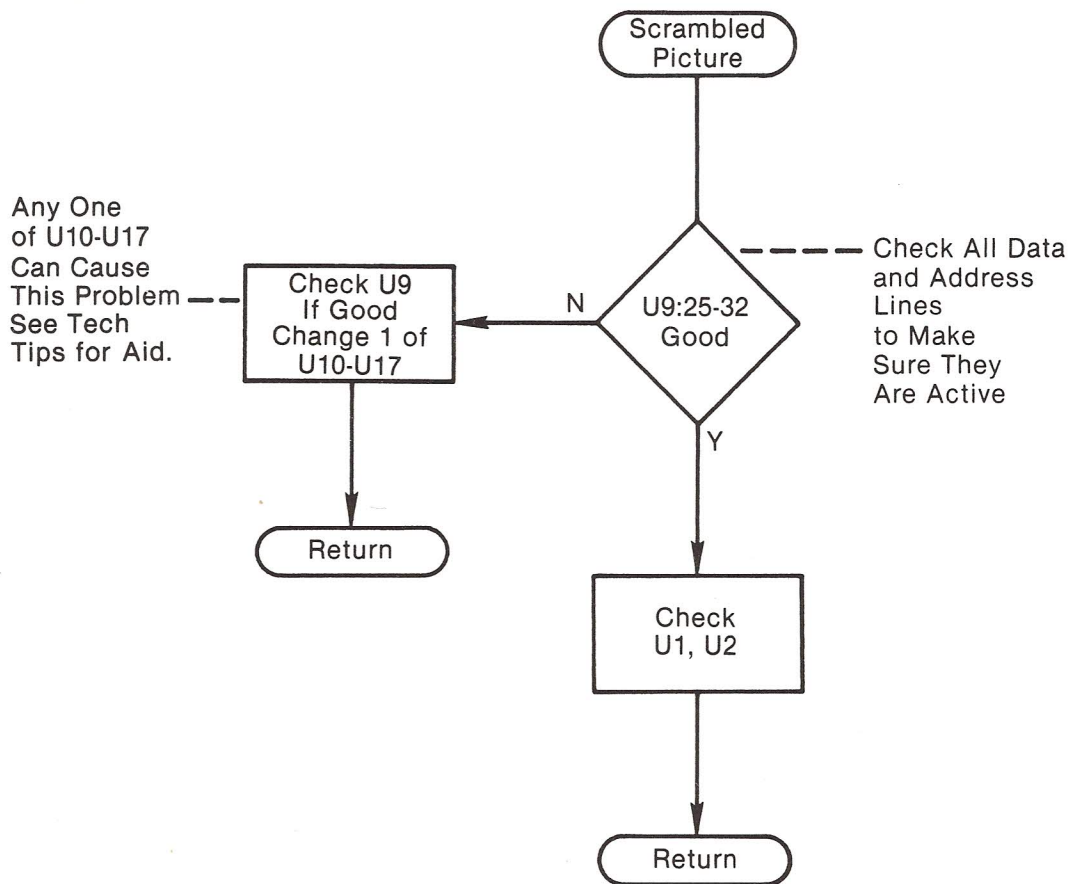 Scrambled
Picture
Any One
of U10-U17
Can Cause
This Problem
See Tech
Tips for Aid.
Check U9
If Good
Change 1 of
U10-U17
N
U9:25-32
Good
Check All Data
and Address
Lines
to Make
Sure They
Are Active
Y
Return
Check
U1, U2
Return